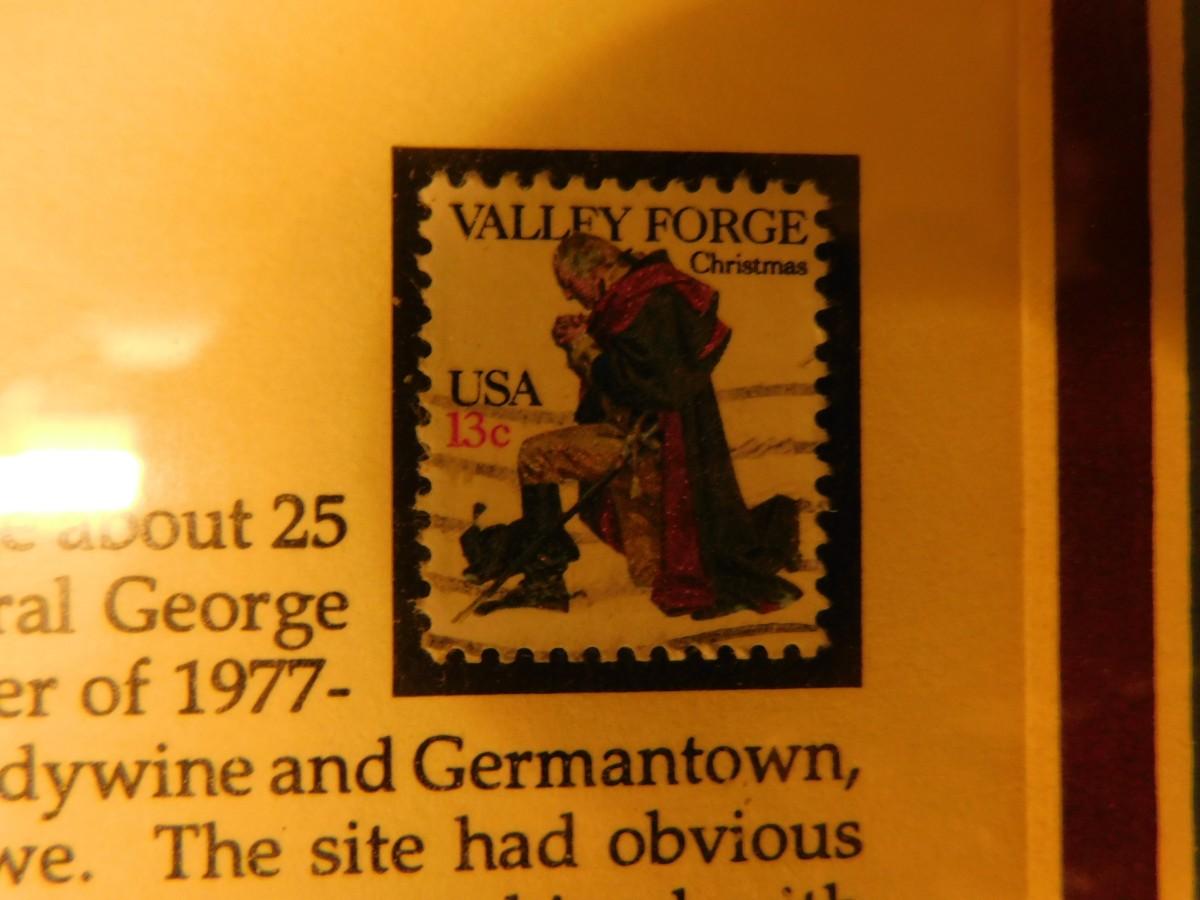 VALLEY FORGE
Christmas
USA
13c
about 25
ral George
er of 1977-
dywine and Germantown,
we. The site had obvious